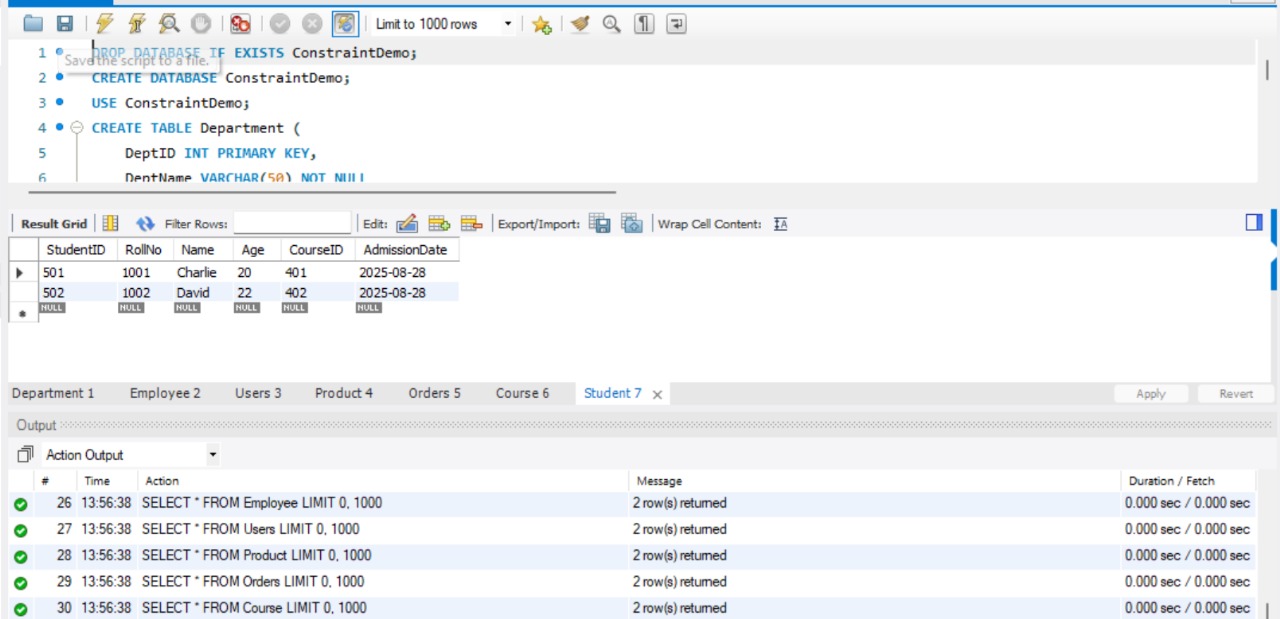 Limit to 1000 rows
1 DROP DATABASE IF EXISTS ConstraintDemo;
Save the script to a file.
2 CREATE DATABASE ConstraintDemo;
3 USE ConstraintDemo;
4 CREATE TABLE Department (
5 DeptID INT PRIMARY KEY,
6 DeptName VARCHAR(50) NOT NULL
Result Grid Filter Rows: Edit: Export/Import: Wrap Cell Content:
StudentID RollNo Name Age CourseID AdmissionDate
501 1001 Charlie 20 401 2025-08-28
502 1002 David 22 402 2025-08-28
NULL NULL NULL NULL NULL NULL
Department 1 Employee 2 Users 3 Product 4 Orders 5 Course 6 Student 7 Apply Revert
Output
Action Output
# Time Action Message Duration / Fetch
26 13:56:38 SELECT * FROM Employee LIMIT 0, 1000 2 row(s) returned 0.000 sec / 0.000 sec
27 13:56:38 SELECT * FROM Users LIMIT 0, 1000 2 row(s) returned 0.000 sec / 0.000 sec
28 13:56:38 SELECT * FROM Product LIMIT 0, 1000 2 row(s) returned 0.000 sec / 0.000 sec
29 13:56:38 SELECT * FROM Orders LIMIT 0, 1000 2 row(s) returned 0.000 sec / 0.000 sec
30 13:56:38 SELECT * FROM Course LIMIT 0, 1000 2 row(s) returned 0.000 sec / 0.000 sec